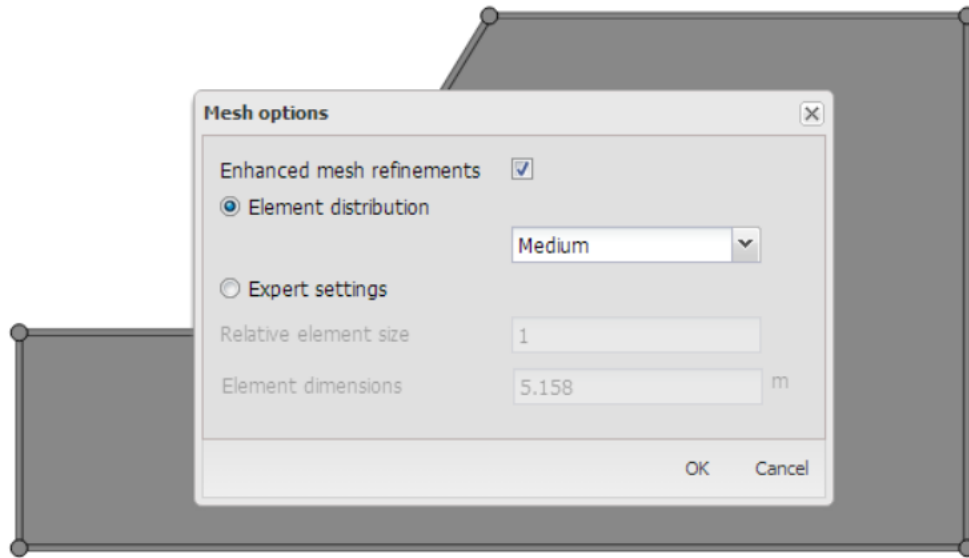 Mesh options
Enhanced mesh refinements
Element distribution
Medium
Expert settings
Relative element size 1
Element dimensions 5.158 m
OK Cancel